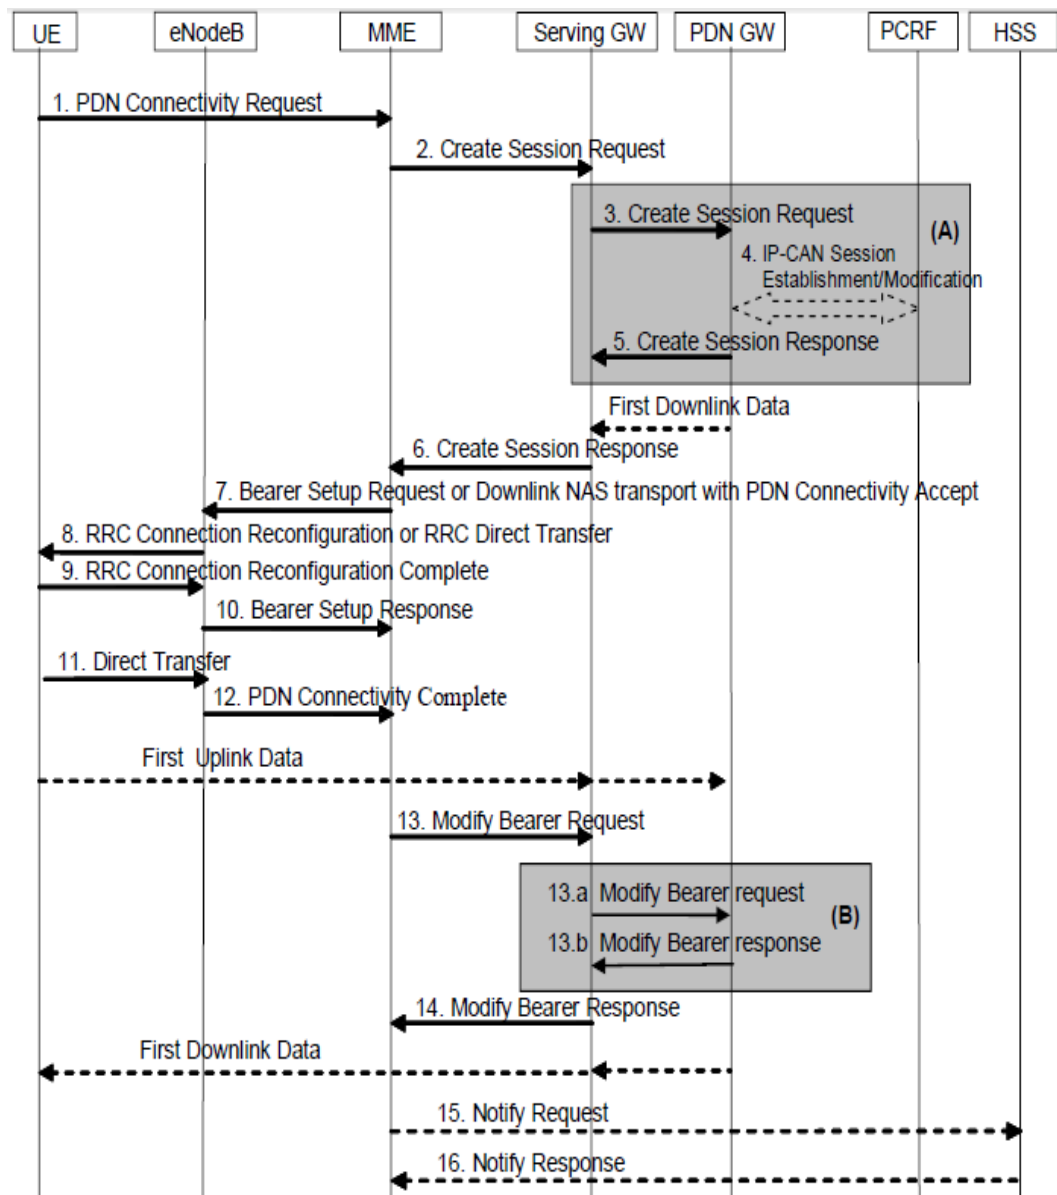 UE eNodeB MME Serving GW PDN GW PCRF HSS
1. PDN Connectivity Request
2. Create Session Request
3. Create Session Request
(A)
4. IP-CAN Session
Establishment/Modification
5. Create Session Response
First Downlink Data
6. Create Session Response
7. Bearer Setup Request or Downlink NAS transport with PDN Connectivity Accept
8. RRC Connection Reconfiguration or RRC Direct Transfer
9. RRC Connection Reconfiguration Complete
10. Bearer Setup Response
11. Direct Transfer
12. PDN Connectivity Complete
First Uplink Data
13. Modify Bearer Request
13.a Modify Bearer request
(B)
13.b Modify Bearer response
14. Modify Bearer Response
First Downlink Data
15. Notify Request
16. Notify Response